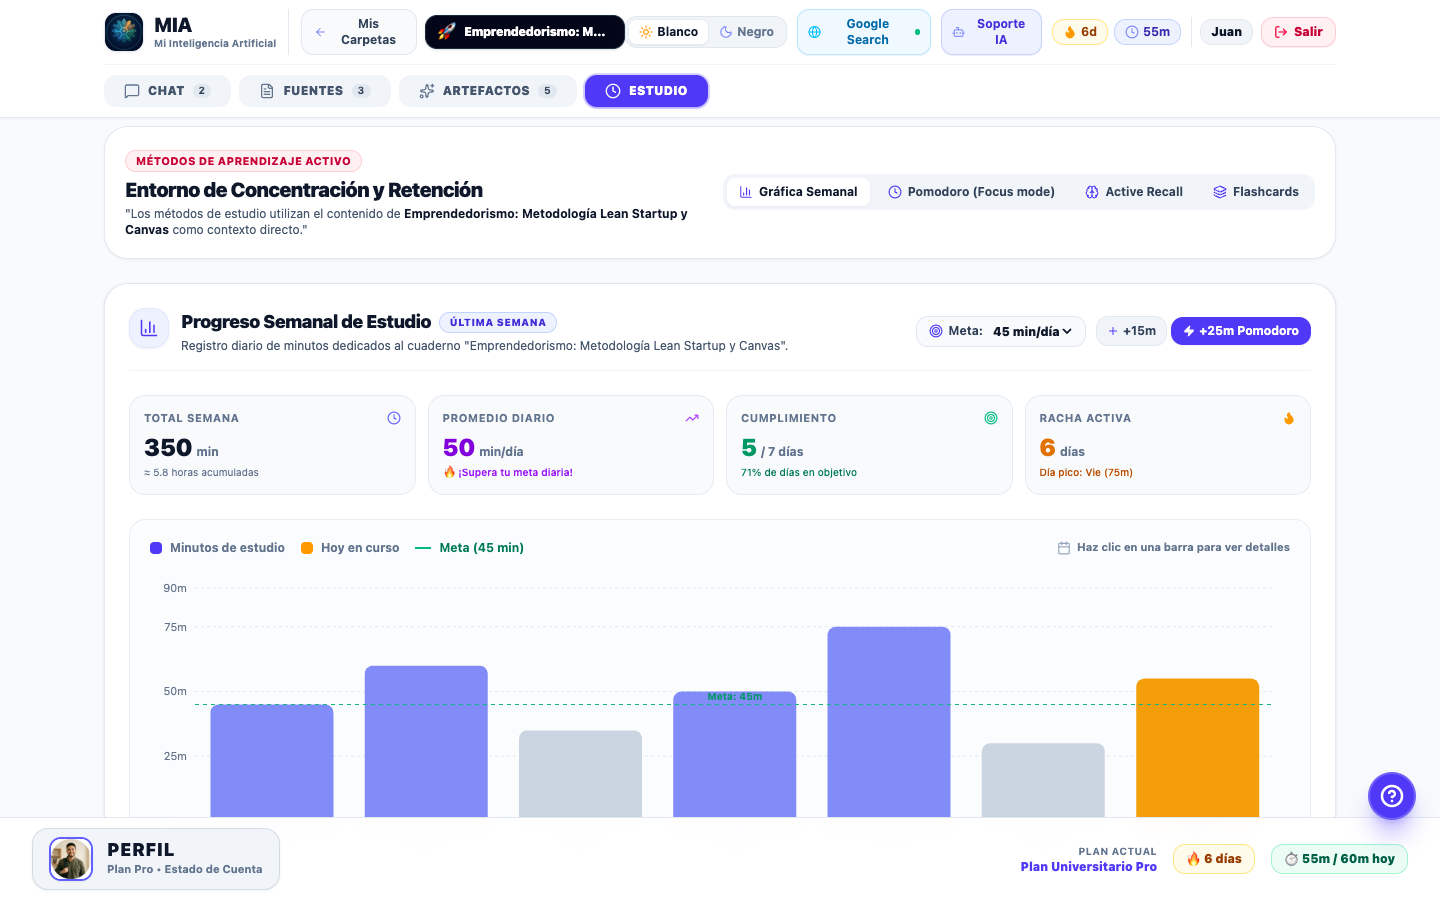 MIA
Mi Inteligencia Artificial
Mis
Carpetas
🚀 Emprendedorismo: M...
Blanco
Negro
Google
Search
Soporte
IA
6d
55m
Juan
Salir
CHAT 2
FUENTES 3
ARTEFACTOS 5
ESTUDIO
MÉTODOS DE APRENDIZAJE ACTIVO
Entorno de Concentración y Retención
"Los métodos de estudio utilizan el contenido de Emprendedorismo: Metodología Lean Startup y
Canvas como contexto directo."
Gráfica Semanal
Pomodoro (Focus mode)
Active Recall
Flashcards
Progreso Semanal de Estudio
ÚLTIMA SEMANA
Registro diario de minutos dedicados al cuaderno "Emprendedorismo: Metodología Lean Startup y Canvas".
Meta: 45 min/día
+15m
+25m Pomodoro
TOTAL SEMANA
350 min
≈ 5.8 horas acumuladas
PROMEDIO DIARIO
50 min/día
🔥 ¡Supera tu meta diaria!
CUMPLIMIENTO
5 / 7 días
71% de días en objetivo
RACHA ACTIVA
6 días
Día pico: Vie (75m)
Minutos de estudio
Hoy en curso
Meta (45 min)
Haz clic en una barra para ver detalles
90m
75m
50m
Meta: 45m
25m
PERFIL
Plan Pro • Estado de Cuenta
PLAN ACTUAL
Plan Universitario Pro
🔥 6 días
⏱️ 55m / 60m hoy